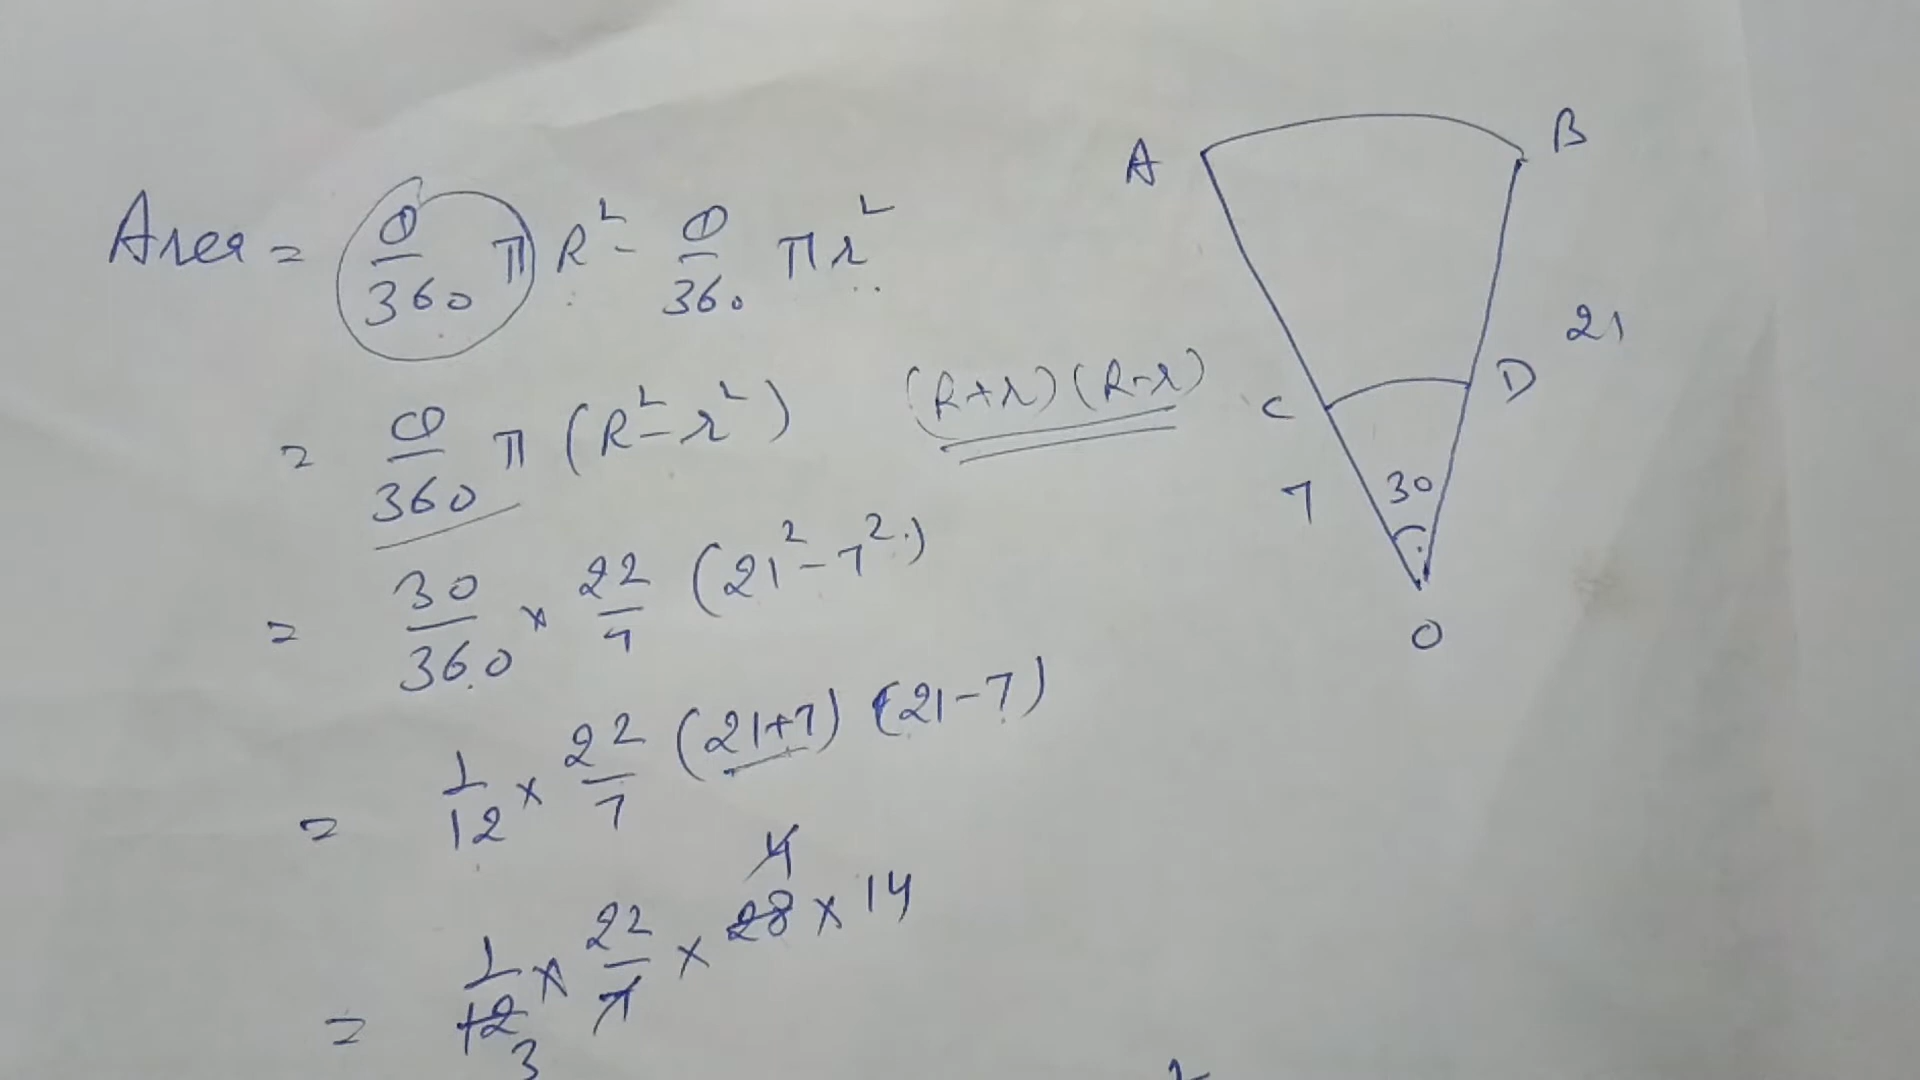 Area = θ/360 π R² - θ/360 π r²
= θ/360 π (R² - r²) (R+r) (R-r)
= 30/360 × 22/7 (21² - 7²)
= 1/12 × 22/7 (21+7) (21-7)
4
= 1/12 × 22/7 × 28 × 14
3
A
B
21
C
D
7
30
O